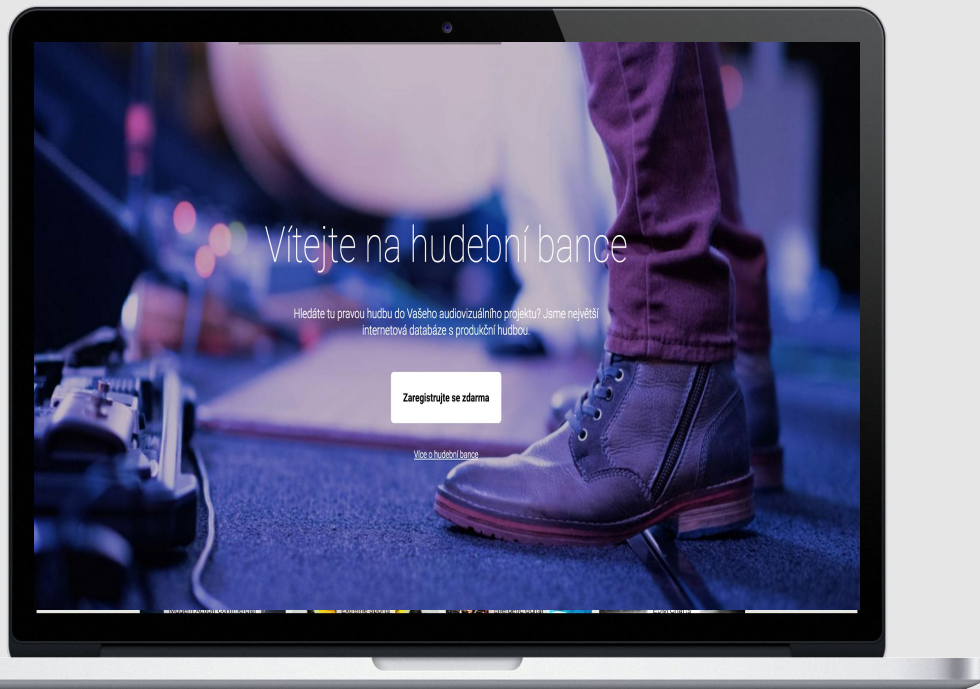 Vítejte na hudební bance
Hledáte tu pravou hudbu do Vašeho audiovizuálního projektu? Jsme největší
internetová databáze s produkční hudbou.
Zaregistrujte se zdarma
Více o hudební bance